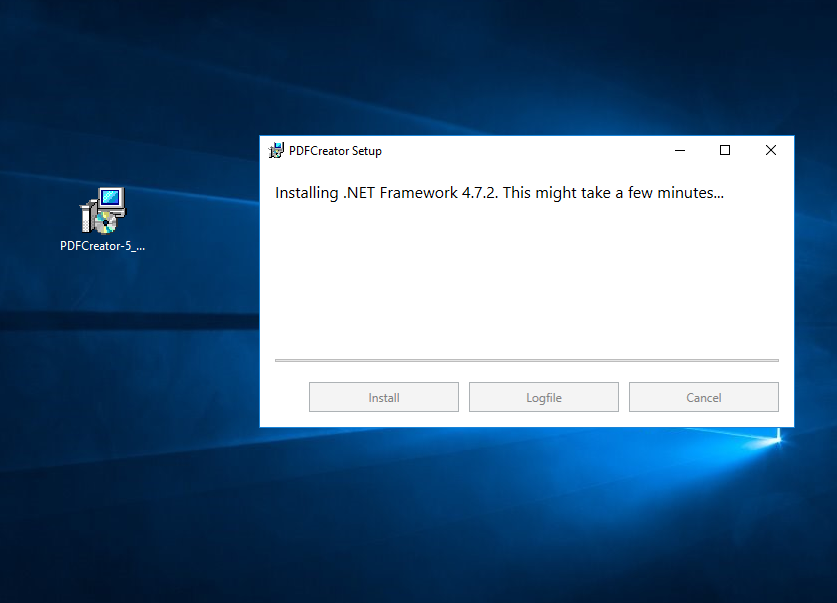 PDFCreator Setup
Installing .NET Framework 4.7.2. This might take a few minutes...
PDFCreator-5_...
Install
Logfile
Cancel